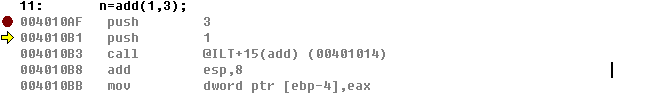 11:        n=add(1,3);
004010AF   push        3
004010B1   push        1
004010B3   call        @ILT+15(add) (00401014)
004010B8   add         esp,8
004010BB   mov         dword ptr [ebp-4],eax